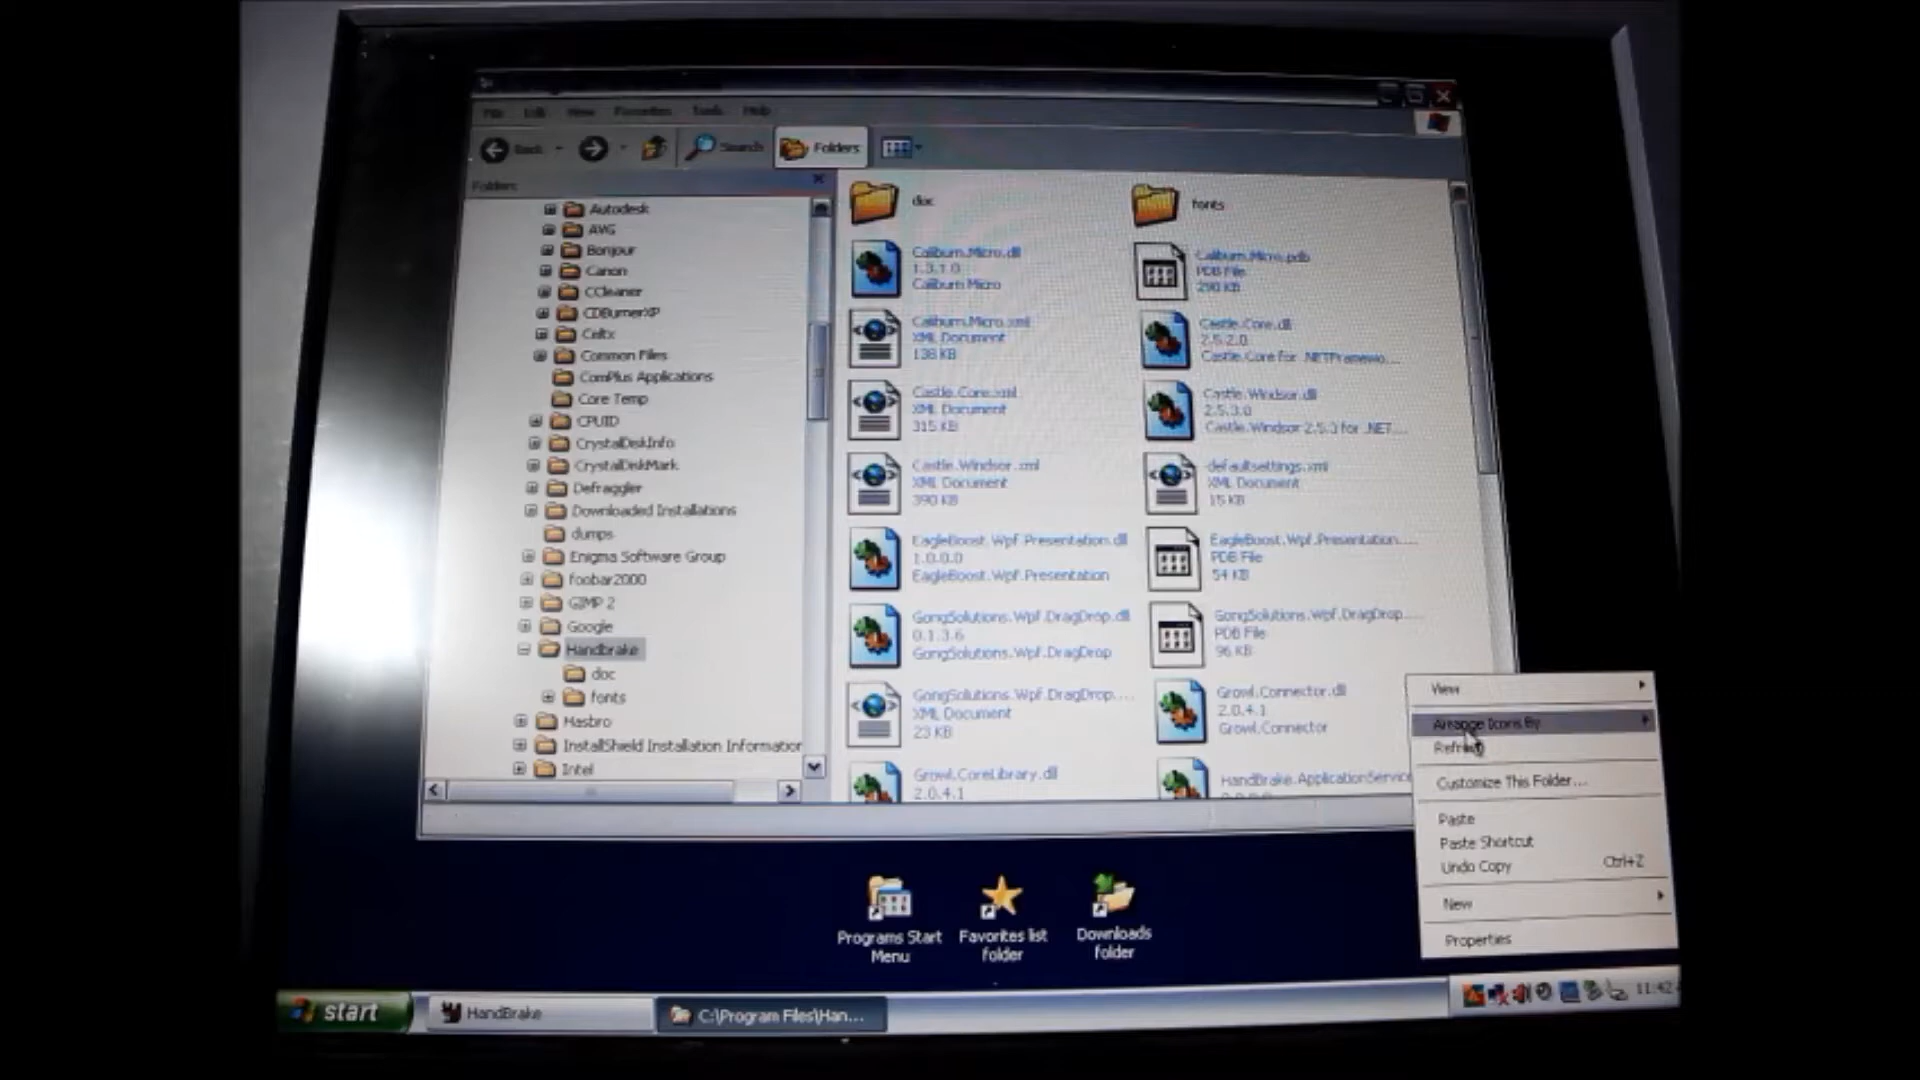 File Edit View Favorites Tools Help
Back
Search
Folders
Folders
Autodesk
AVG
Bonjour
Canon
CCleaner
CDBurnerXP
Celtx
Common Files
ComPlus Applications
Core Temp
CPUID
CrystalDiskInfo
CrystalDiskMark
Defraggler
Downloaded Installations
dumps
Enigma Software Group
foobar2000
GIMP 2
Google
Handbrake
doc
fonts
Hasbro
InstallShield Installation Information
Intel
doc
fonts
Caliburn.Micro.dll
1.3.1.0
Caliburn Micro
Caliburn.Micro.pdb
PDB File
290 KB
Caliburn.Micro.xml
XML Document
138 KB
Castle.Core.dll
2.5.2.0
Castle.Core for .NETFramewo...
Castle.Core.xml
XML Document
315 KB
Castle.Windsor.dll
2.5.3.0
Castle.Windsor 2.5.3 for .NET...
Castle.Windsor.xml
XML Document
390 KB
defaultsettings.xml
XML Document
15 KB
EagleBoost.Wpf.Presentation.dll
1.0.0.0
EagleBoost.Wpf.Presentation
EagleBoost.Wpf.Presentation....
PDB File
54 KB
GongSolutions.Wpf.DragDrop.dll
0.1.3.6
GongSolutions.Wpf.DragDrop
GongSolutions.Wpf.DragDrop....
PDB File
96 KB
GongSolutions.Wpf.DragDrop....
XML Document
23 KB
Growl.Connector.dll
2.0.4.1
Growl.Connector
Growl.CoreLibrary.dll
2.0.4.1
HandBrake.ApplicationService
View
Arrange Icons By
Refresh
Customize This Folder...
Paste
Paste Shortcut
Undo Copy Ctrl+Z
New
Properties
Programs Start
Menu
Favorites list
folder
Downloads
folder
start
HandBrake
C:\Program Files\Han...
11:42